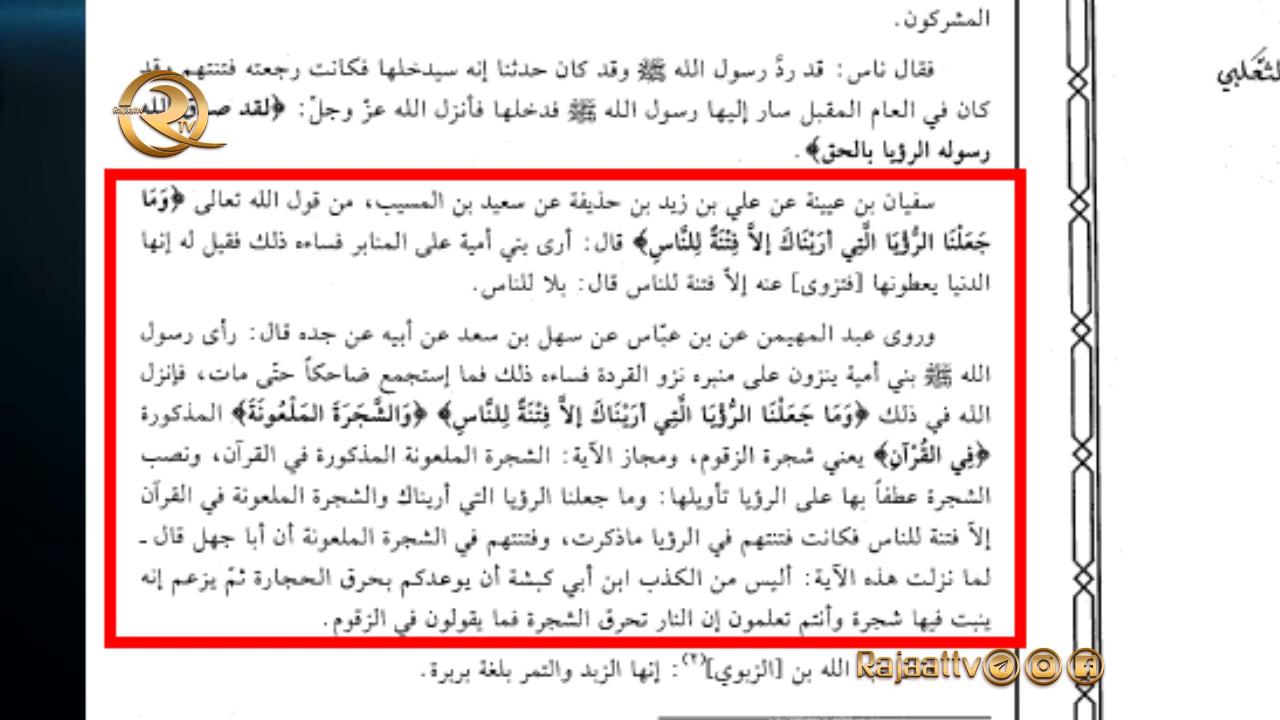 المشركون.
فقال ناس: قد ردَّ رسول الله ﷺ وقد كان حدثنا إنه سيدخلها فكانت رجعته فتنتهم وقد
كان في العام المقبل سار إليها رسول الله ﷺ فدخلها فأنزل الله عزّ وجلّ: ﴿لقد صدق الله
رسوله الرؤيا بالحق﴾.
سفيان بن عيينة عن علي بن زيد بن حذيفة عن سعيد بن المسيب، من قول الله تعالى ﴿وَمَا
جَعَلْنَا الرُّؤْيَا الَّتِي أرَيْنَاكَ إلاَّ فِتْنَةً لِلنَّاسِ﴾ قال: أرى بني أمية على المنابر فساءه ذلك فقيل له إنها
الدنيا يعطونها [فتزوى] عنه إلاّ فتنة للناس قال: بلا للناس.
وروى عبد المهيمن عن بن عبّاس عن سهل بن سعد عن أبيه عن جده قال: رأى رسول
الله ﷺ بني أمية ينزون على منبره نزو القردة فساءه ذلك فما إستجمع ضاحكاً حتّى مات، فإنزل
الله في ذلك ﴿وَمَا جَعَلْنَا الرُّؤْيَا الَّتِي أرَيْنَاكَ إلاَّ فِتْنَةً لِلنَّاسِ﴾ ﴿وَالشَّجَرَةَ المَلْعُونَةَ﴾ المذكورة
﴿فِي القُرْآنِ﴾ يعني شجرة الزقوم، ومجاز الآية: الشجرة الملعونة المذكورة في القرآن، ونصب
الشجرة عطفاً بها على الرؤيا تأويلها: وما جعلنا الرؤيا التي أريناك والشجرة الملعونة في القرآن
إلاّ فتنة للناس فكانت فتنتهم في الرؤيا ماذكرت، وفتنتهم في الشجرة الملعونة أن أبا جهل قال ـ
لما نزلت هذه الآية: أليس من الكذب ابن أبي كبشة أن يوعدكم بحرق الحجارة ثمّ يزعم إنه
ينبت فيها شجرة وأنتم تعلمون إن النار تحرق الشجرة فما يقولون في الزقوم.
الله بن [الزبوي]⁽²⁾: إنها الزبد والتمر بلغة بربرة.
Rajaattv